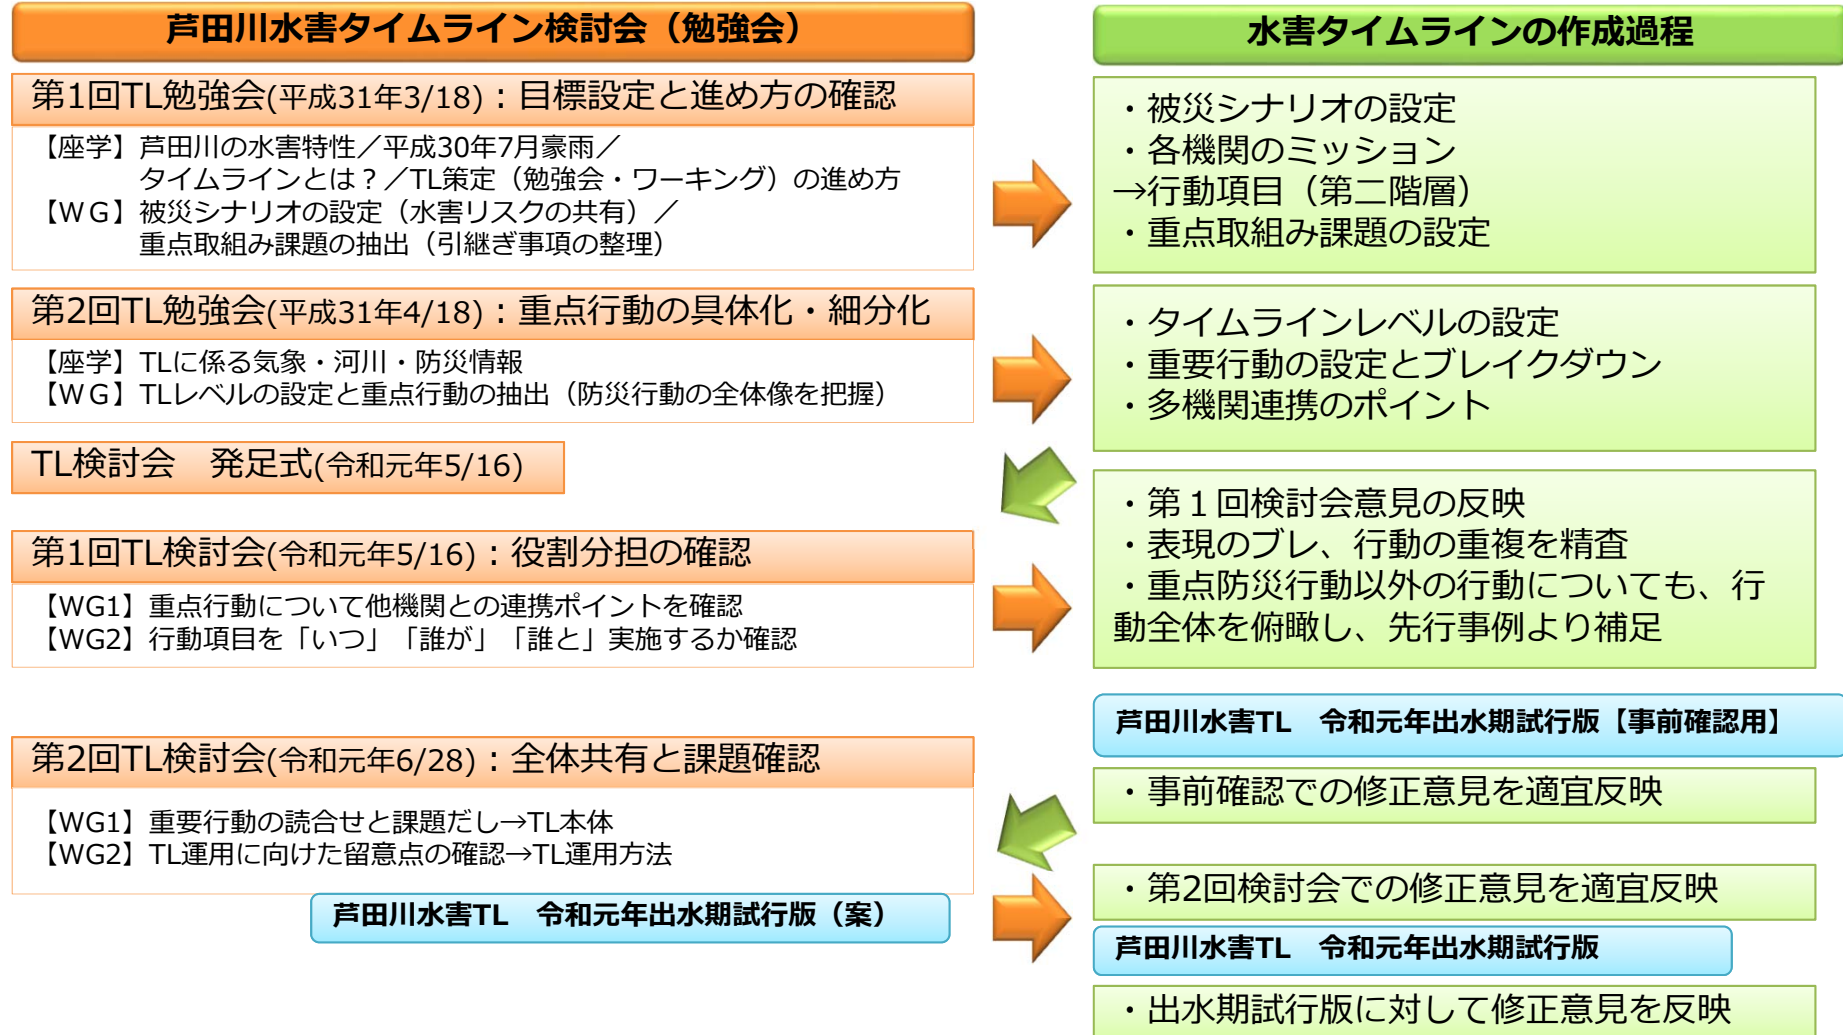 芦田川水害タイムライン検討会（勉強会）
第1回TL勉強会(平成31年3/18)：目標設定と進め方の確認
【座学】芦田川の水害特性／平成30年7月豪雨／
タイムラインとは？／TL策定（勉強会・ワーキング）の進め方
【ＷＧ】被災シナリオの設定（水害リスクの共有）／
重点取組み課題の抽出（引継ぎ事項の整理）
第2回TL勉強会(平成31年4/18)：重点行動の具体化・細分化
【座学】TLに係る気象・河川・防災情報
【ＷＧ】TLレベルの設定と重点行動の抽出（防災行動の全体像を把握）
TL検討会　発足式(令和元年5/16)
第1回TL検討会(令和元年5/16)：役割分担の確認
【WG1】重点行動について他機関との連携ポイントを確認
【WG2】行動項目を「いつ」「誰が」「誰と」実施するか確認
第2回TL検討会(令和元年6/28)：全体共有と課題確認
【WG1】重要行動の読合せと課題だし→TL本体
【WG2】TL運用に向けた留意点の確認→TL運用方法
芦田川水害TL　令和元年出水期試行版（案）
水害タイムラインの作成過程
・被災シナリオの設定
・各機関のミッション
→行動項目（第二階層）
・重点取組み課題の設定
・タイムラインレベルの設定
・重要行動の設定とブレイクダウン
・多機関連携のポイント
・第１回検討会意見の反映
・表現のブレ、行動の重複を精査
・重点防災行動以外の行動についても、行
動全体を俯瞰し、先行事例より補足
芦田川水害TL　令和元年出水期試行版【事前確認用】
・事前確認での修正意見を適宜反映
・第2回検討会での修正意見を適宜反映
芦田川水害TL　令和元年出水期試行版
・出水期試行版に対して修正意見を反映